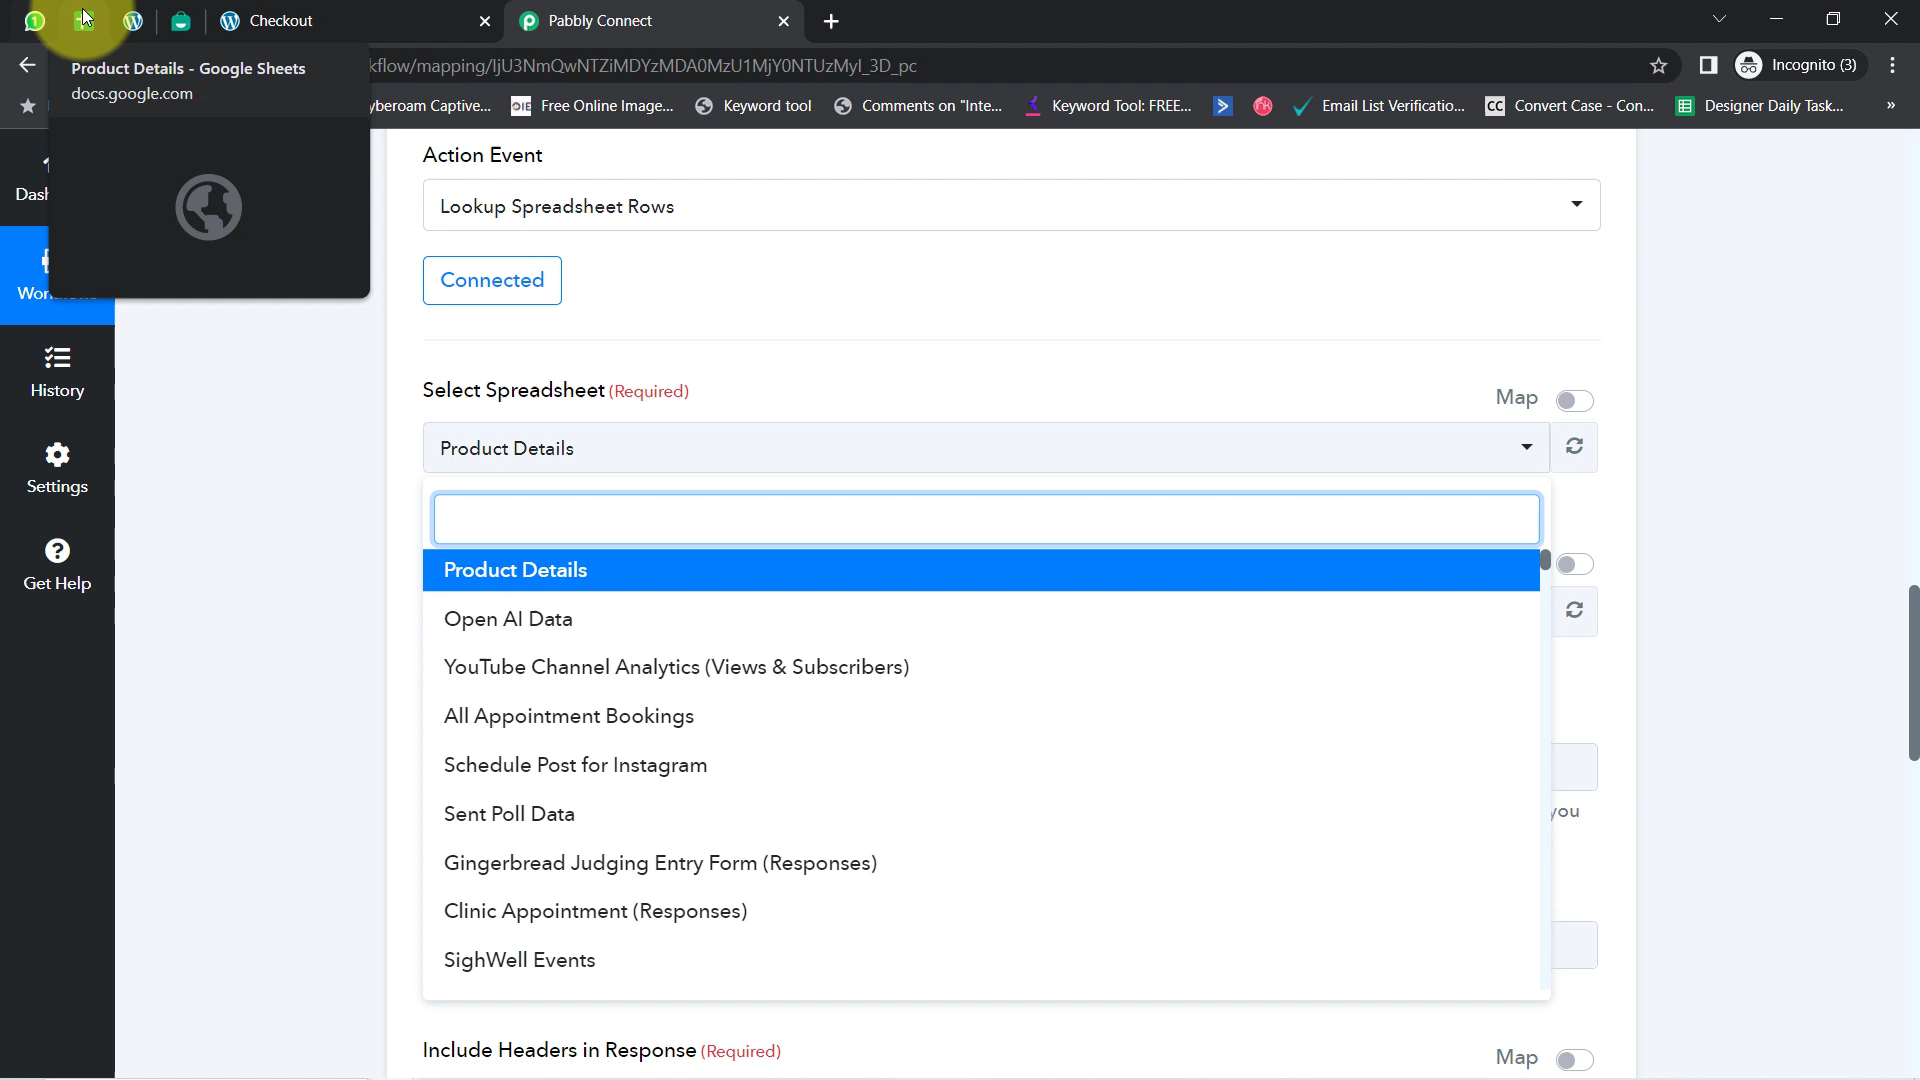 Checkout
Pabbly Connect
Product Details - Google Sheets
docs.google.com
kflow/mapping/IjU3NmQwNTZiMDYzMDA0MzU1MjY0NTUzMyI_3D_pc
Incognito (3)
yberoam Captive...
Free Online Image...
Keyword tool
Comments on "Inte...
Keyword Tool: FREE...
Email List Verificatio...
CC
Convert Case - Con...
Designer Daily Task...
»
Action Event
Lookup Spreadsheet Rows
Connected
History
Settings
Get Help
Select Spreadsheet (Required)
Map
Product Details
Product Details
Open AI Data
YouTube Channel Analytics (Views & Subscribers)
All Appointment Bookings
Schedule Post for Instagram
Sent Poll Data
you
Gingerbread Judging Entry Form (Responses)
Clinic Appointment (Responses)
SighWell Events
Include Headers in Response (Required)
Map